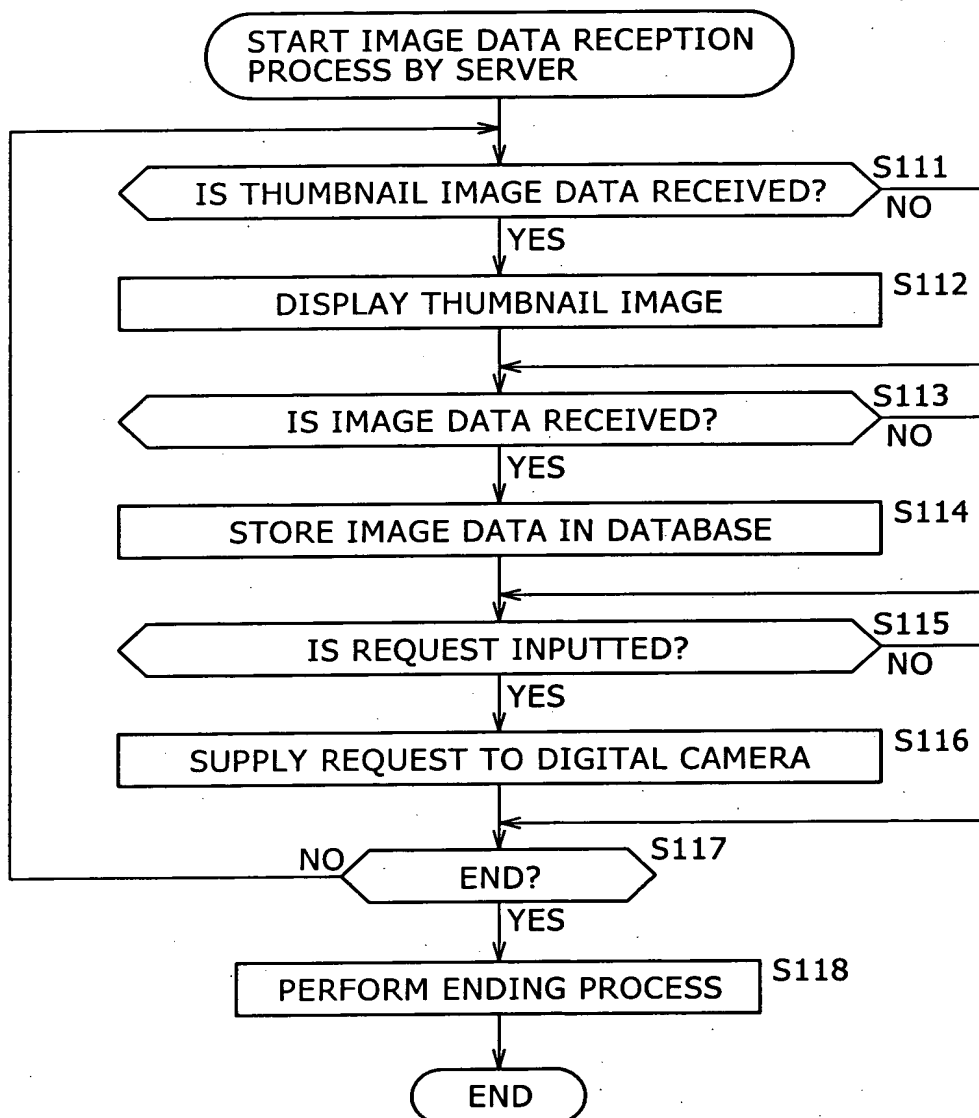 START IMAGE DATA RECEPTION
PROCESS BY SERVER
S111
IS THUMBNAIL IMAGE DATA RECEIVED?
NO
YES
S112
DISPLAY THUMBNAIL IMAGE
S113
IS IMAGE DATA RECEIVED?
NO
YES
S114
STORE IMAGE DATA IN DATABASE
S115
IS REQUEST INPUTTED?
NO
YES
S116
SUPPLY REQUEST TO DIGITAL CAMERA
NO
S117
END?
YES
S118
PERFORM ENDING PROCESS
END